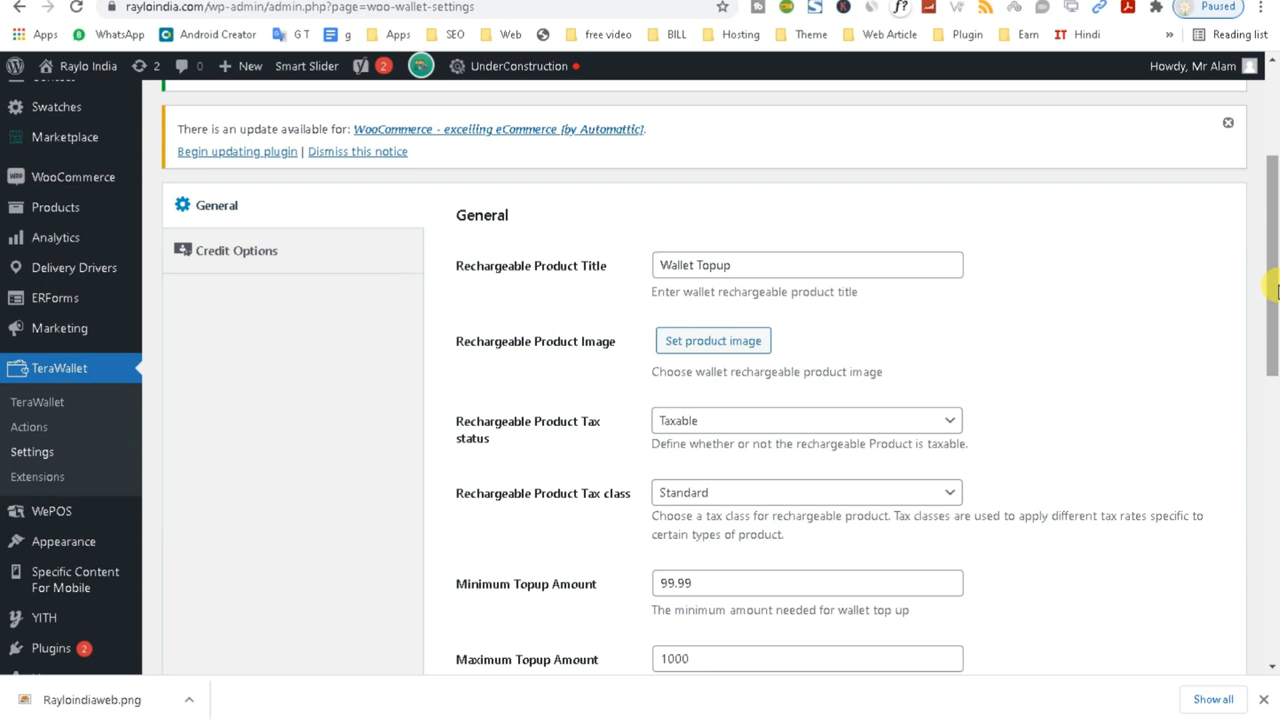 rayloindia.com/wp-admin/admin.php?page=woo-wallet-settings
Paused
Apps WhatsApp Android Creator G T g Apps SEO Web free video BILL Hosting Theme Web Article Plugin Earn IT Hindi » Reading list
Raylo India 2 0 New Smart Slider 2 UnderConstruction Howdy, Mr Alam
Swatches
Marketplace
WooCommerce
Products
Analytics
Delivery Drivers
ERForms
Marketing
TeraWallet
TeraWallet
Actions
Settings
Extensions
WePOS
Appearance
Specific Content
For Mobile
YITH
Plugins 2
There is an update available for: WooCommerce - excelling eCommerce [by Automattic].
Begin updating plugin | Dismiss this notice
General
Credit Options
General
Rechargeable Product Title
Wallet Topup
Enter wallet rechargeable product title
Rechargeable Product Image
Set product image
Choose wallet rechargeable product image
Rechargeable Product Tax
status
Taxable
Define whether or not the rechargeable Product is taxable.
Rechargeable Product Tax class
Standard
Choose a tax class for rechargeable product. Tax classes are used to apply different tax rates specific to
certain types of product.
Minimum Topup Amount
99.99
The minimum amount needed for wallet top up
Maximum Topup Amount
1000
Rayloindiaweb.png
Show all